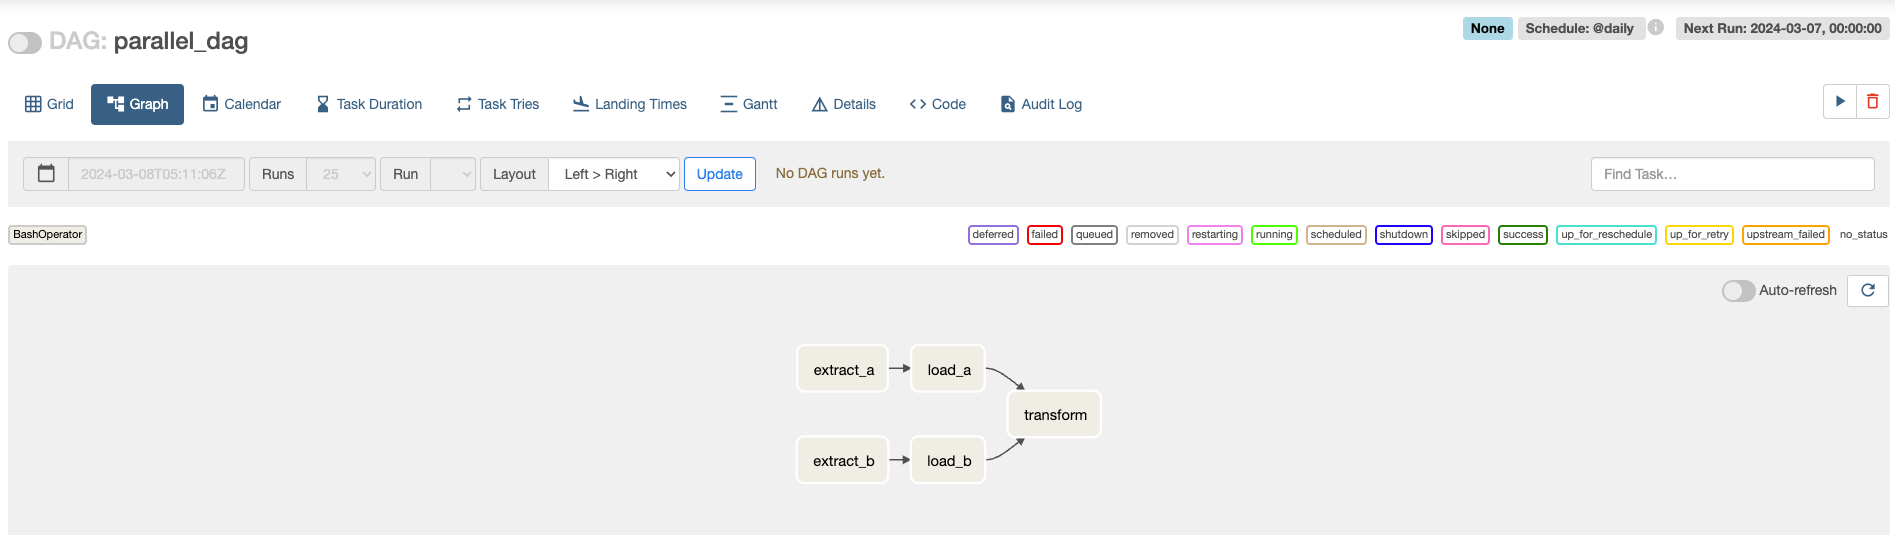 DAG: parallel_dag
None
Schedule: @daily
i
Next Run: 2024-03-07, 00:00:00
Grid
Graph
Calendar
Task Duration
Task Tries
Landing Times
Gantt
Details
Code
Audit Log
2024-03-08T05:11:06Z
Runs
25
Run
Layout
Left > Right
Update
No DAG runs yet.
Find Task...
BashOperator
deferred
failed
queued
removed
restarting
running
scheduled
shutdown
skipped
success
up_for_reschedule
up_for_retry
upstream_failed
no_status
Auto-refresh
extract_a
load_a
transform
extract_b
load_b